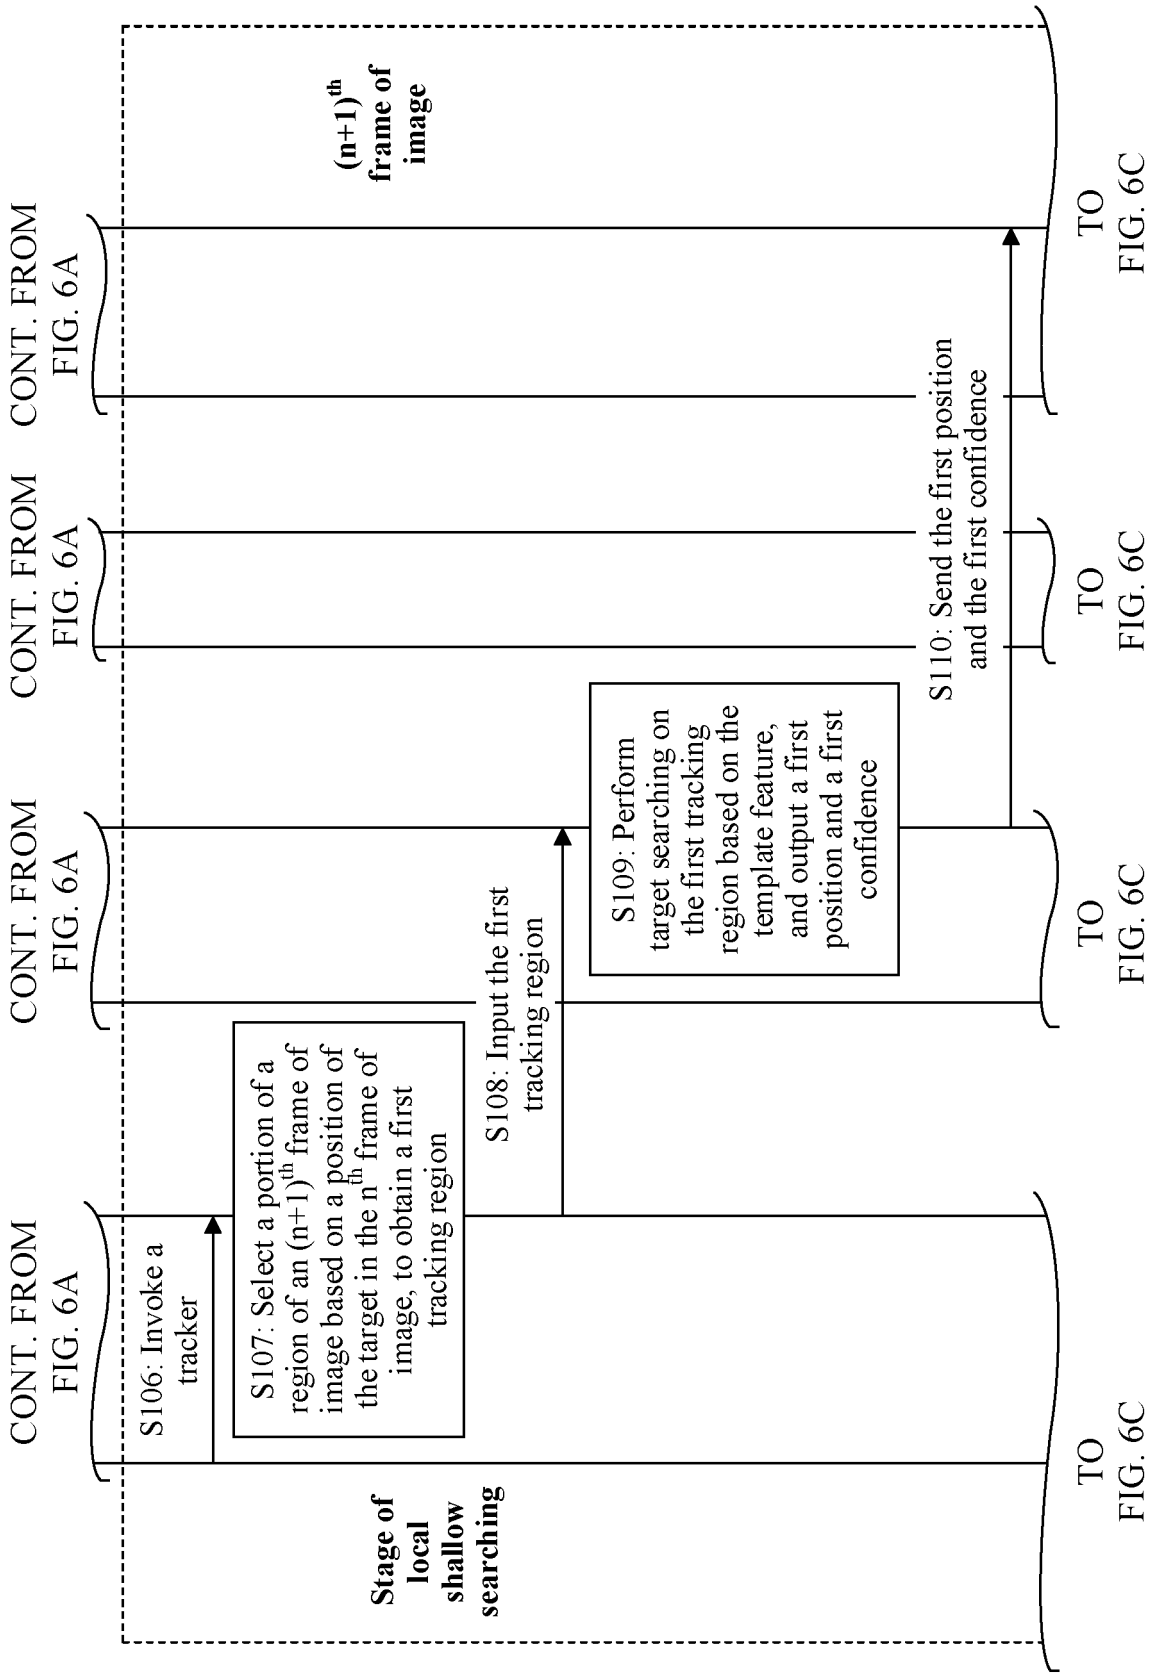 CONT. FROM
FIG. 6A
CONT. FROM
FIG. 6A
CONT. FROM
FIG. 6A
CONT. FROM
FIG. 6A
Stage of
local
shallow
searching
(n+1)th
frame of
image
S106: Invoke a
tracker
S107: Select a portion of a
region of an (n+1)th frame of
image based on a position of
the target in the nth frame of
image, to obtain a first
tracking region
S108: Input the first
tracking region
S109: Perform
target searching on
the first tracking
region based on the
template feature,
and output a first
position and a first
confidence
S110: Send the first position
and the first confidence
TO
FIG. 6C
TO
FIG. 6C
TO
FIG. 6C
TO
FIG. 6C